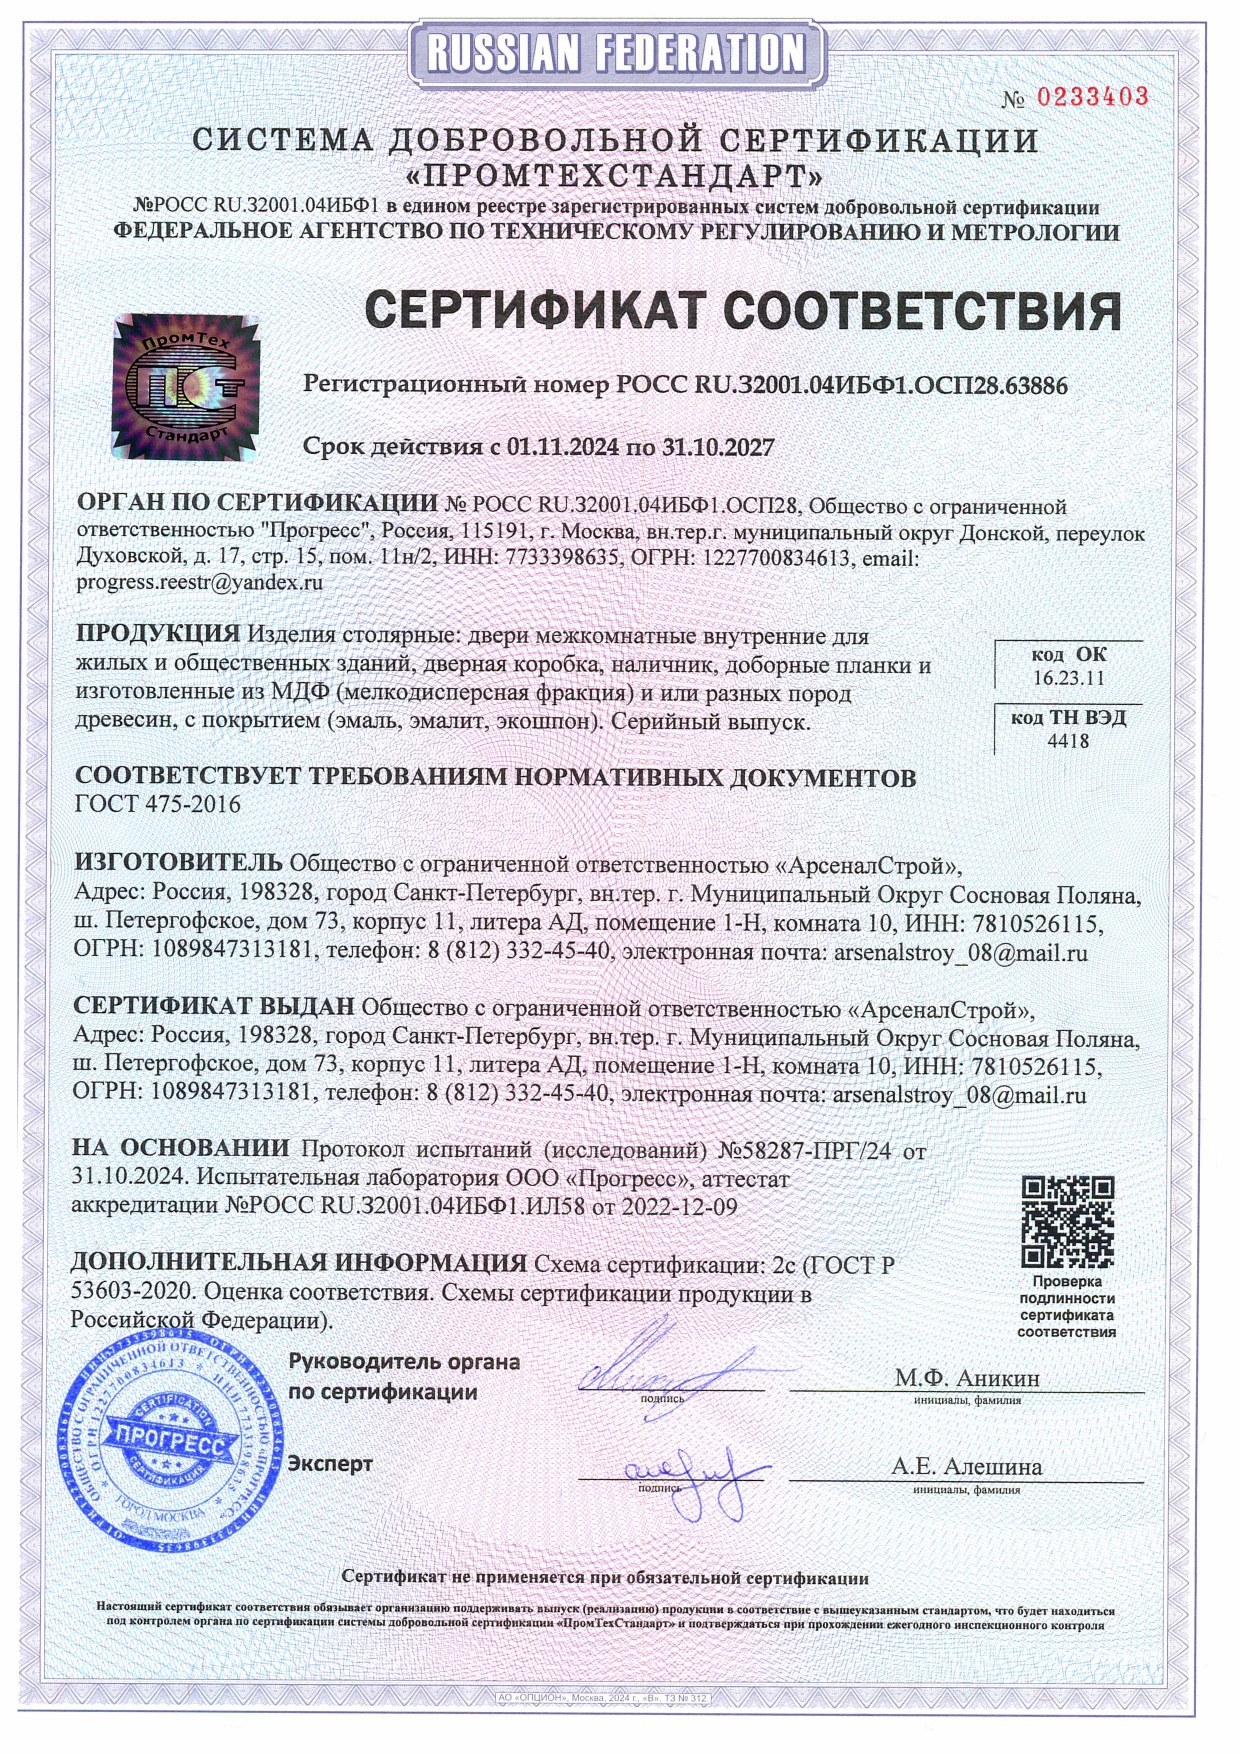 RUSSIAN FEDERATION
№ 0233403
СИСТЕМА ДОБРОВОЛЬНОЙ СЕРТИФИКАЦИИ
«ПРОМТЕХСТАНДАРТ»
№РОСС RU.32001.04ИБФ1 в едином реестре зарегистрированных систем добровольной сертификации
ФЕДЕРАЛЬНОЕ АГЕНТСТВО ПО ТЕХНИЧЕСКОМУ РЕГУЛИРОВАНИЮ И МЕТРОЛОГИИ
СЕРТИФИКАТ СООТВЕТСТВИЯ
ПромТех
ПСТ
Стандарт
Регистрационный номер РОСС RU.32001.04ИБФ1.ОСП28.63886
Срок действия с 01.11.2024 по 31.10.2027
ОРГАН ПО СЕРТИФИКАЦИИ № РОСС RU.32001.04ИБФ1.ОСП28, Общество с ограниченной
ответственностью "Прогресс", Россия, 115191, г. Москва, вн.тер.г. муниципальный округ Донской, переулок
Духовской, д. 17, стр. 15, пом. 11н/2, ИНН: 7733398635, ОГРН: 1227700834613, email:
progress.reestr@yandex.ru
ПРОДУКЦИЯ Изделия столярные: двери межкомнатные внутренние для
жилых и общественных зданий, дверная коробка, наличник, доборные планки и
изготовленные из МДФ (мелкодисперсная фракция) и или разных пород
древесин, с покрытием (эмаль, эмалит, экошпон). Серийный выпуск.
код ОК
16.23.11
код ТН ВЭД
4418
СООТВЕТСТВУЕТ ТРЕБОВАНИЯМ НОРМАТИВНЫХ ДОКУМЕНТОВ
ГОСТ 475-2016
ИЗГОТОВИТЕЛЬ Общество с ограниченной ответственностью «АрсеналСтрой»,
Адрес: Россия, 198328, город Санкт-Петербург, вн.тер. г. Муниципальный Округ Сосновая Поляна,
ш. Петергофское, дом 73, корпус 11, литера АД, помещение 1-Н, комната 10, ИНН: 7810526115,
ОГРН: 1089847313181, телефон: 8 (812) 332-45-40, электронная почта: arsenalstroy_08@mail.ru
СЕРТИФИКАТ ВЫДАН Общество с ограниченной ответственностью «АрсеналСтрой»,
Адрес: Россия, 198328, город Санкт-Петербург, вн.тер. г. Муниципальный Округ Сосновая Поляна,
ш. Петергофское, дом 73, корпус 11, литера АД, помещение 1-Н, комната 10, ИНН: 7810526115,
ОГРН: 1089847313181, телефон: 8 (812) 332-45-40, электронная почта: arsenalstroy_08@mail.ru
НА ОСНОВАНИИ Протокол испытаний (исследований) №58287-ПРГ/24 от
31.10.2024. Испытательная лаборатория ООО «Прогресс», аттестат
аккредитации №РОСС RU.32001.04ИБФ1.ИЛ58 от 2022-12-09
ДОПОЛНИТЕЛЬНАЯ ИНФОРМАЦИЯ Схема сертификации: 2с (ГОСТ Р
53603-2020. Оценка соответствия. Схемы сертификации продукции в
Российской Федерации).
Проверка
подлинности
сертификата
соответствия
ОБЩЕСТВО С ОГРАНИЧЕННОЙ ОТВЕТСТВЕННОСТЬЮ «ПРОГРЕСС»
ОГРН 1227700834613 * ИНН 7733398635
CERTIFICATION
ПРОГРЕСС
СЕРТИФИКАЦИЯ
ГОРОД МОСКВА
Руководитель органа
по сертификации
подпись
М.Ф. Аникин
инициалы, фамилия
Эксперт
подпись
А.Е. Алешина
инициалы, фамилия
Сертификат не применяется при обязательной сертификации
Настоящий сертификат соответствия обязывает организацию поддерживать выпуск (реализацию) продукции в соответствие с вышеуказанным стандартом, что будет находиться
под контролем органа по сертификации системы добровольной сертификации «ПромТехСтандарт» и подтверждаться при прохождении ежегодного инспекционного контроля
АО «ОПЦИОН», Москва, 2024 г., «В». ТЗ № 312.